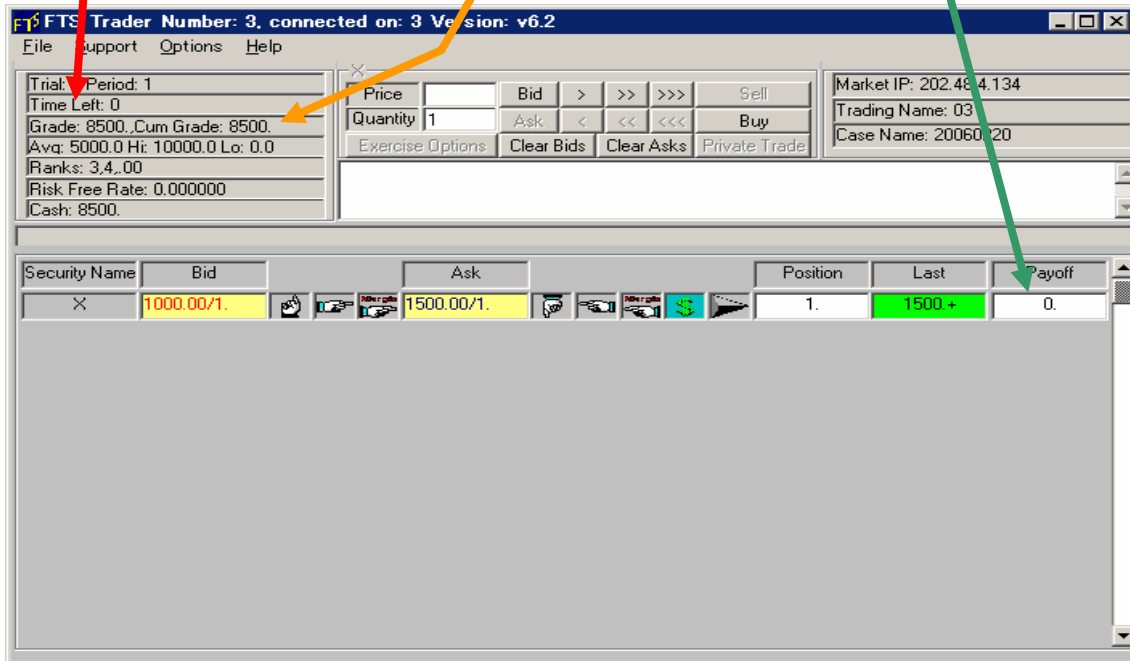 FTS Trader Number: 3, connected on: 3 Version: v6.2
File Support Options Help
Trial: Period: 1
Time Left: 0
Grade: 8500.,Cum Grade: 8500.
Avg: 5000.0 Hi: 10000.0 Lo: 0.0
Ranks: 3,4,.00
Risk Free Rate: 0.000000
Cash: 8500.
X
Price Bid > >> >>> Sell
Quantity 1 Ask < << <<< Buy
Exercise Options Clear Bids Clear Asks Private Trade
Market IP: 202.48.4.134
Trading Name: 03
Case Name: 20060220
Security Name Bid Ask Position Last Payoff
X 1000.00/1. 1500.00/1. $ 1. 1500.+ 0.